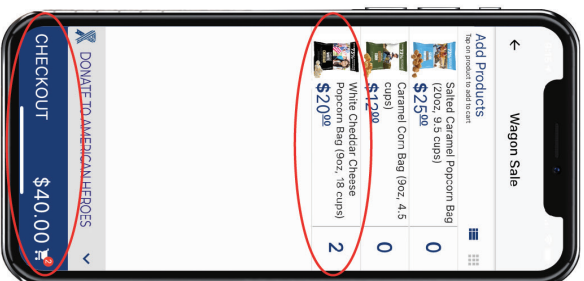 Wagon Sale
Add Products
Tap on product to add to cart
Salted Caramel Popcorn Bag
(20oz, 9.5 cups)
$25.00
0
Caramel Corn Bag (9oz, 4.5
cups)
$12.00
0
White Cheddar Cheese
Popcorn Bag (9oz, 18 cups)
$20.00
2
DONATE TO AMERICAN HEROES
CHECKOUT $40.00 2